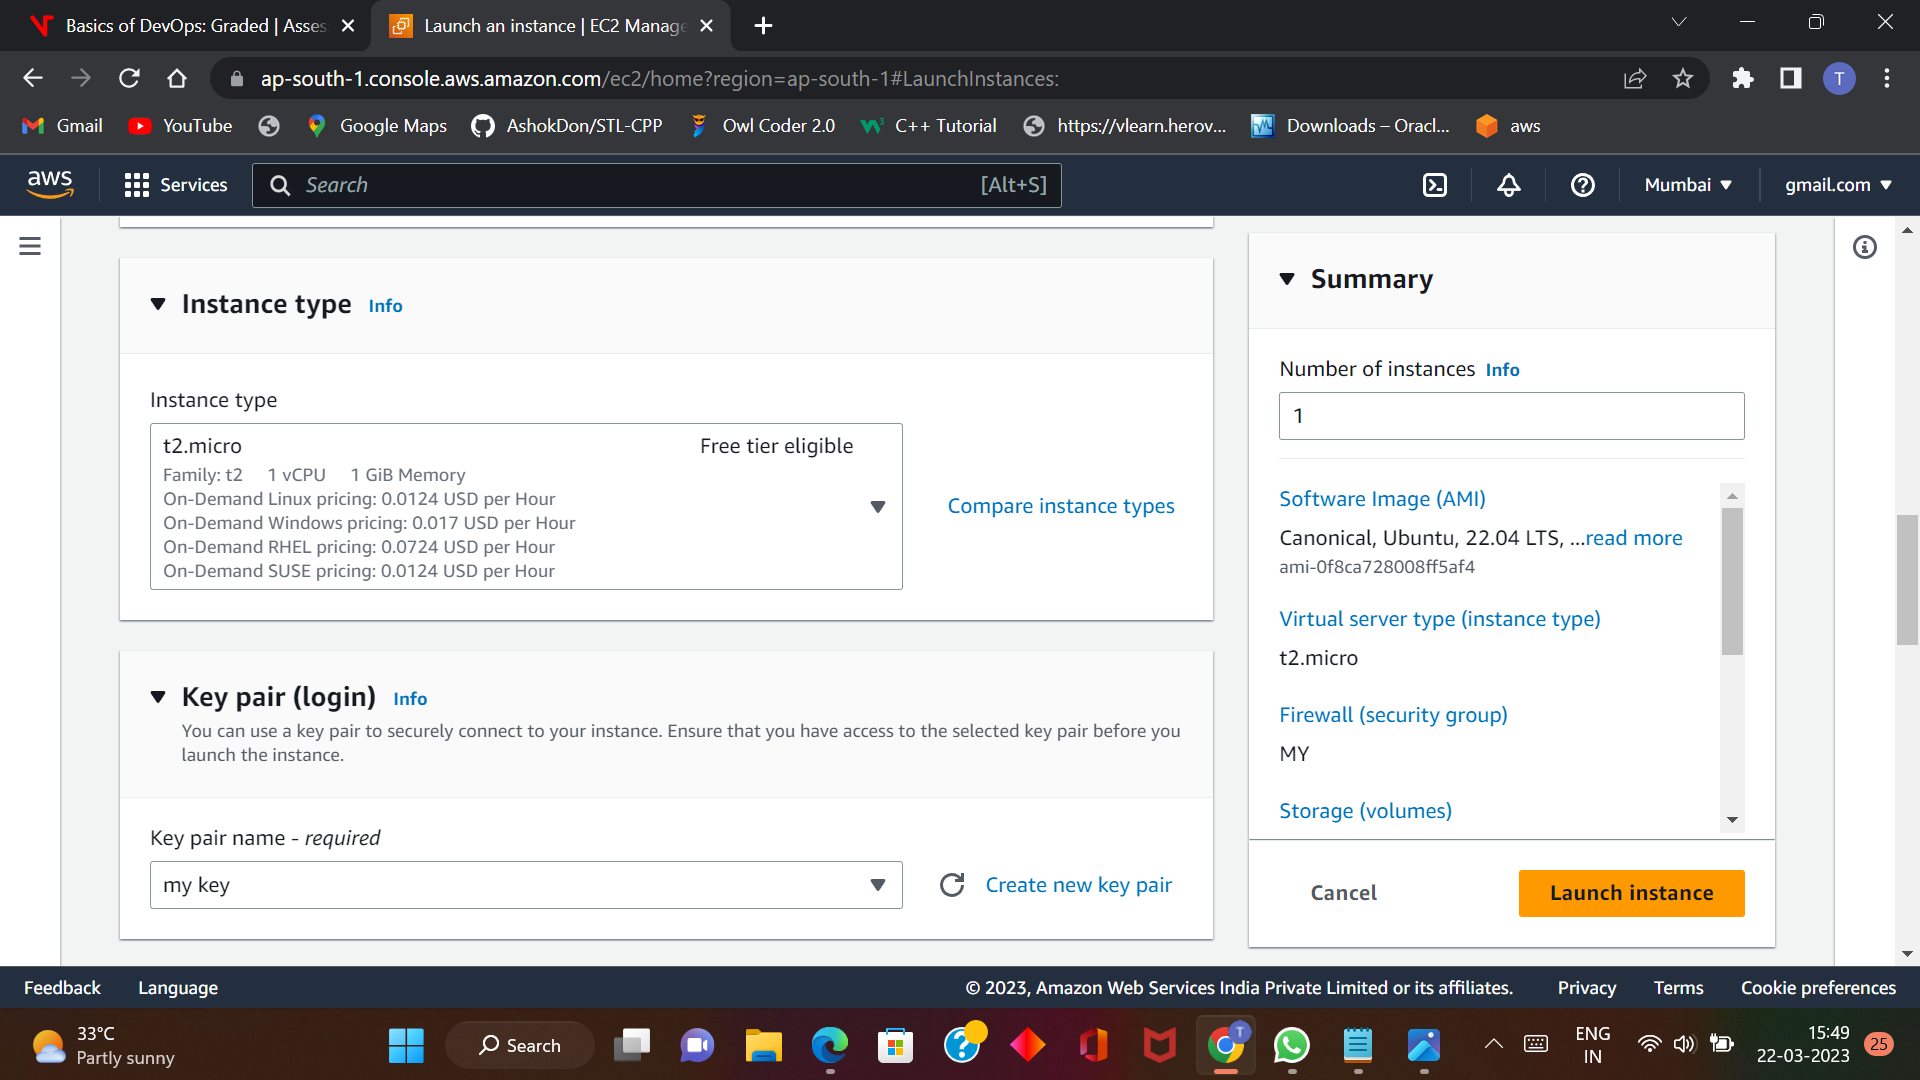 Basics of DevOps: Graded | Asses
Launch an instance | EC2 Manage
ap-south-1.console.aws.amazon.com/ec2/home?region=ap-south-1#LaunchInstances:
T
Gmail
YouTube
Google Maps
AshokDon/STL-CPP
Owl Coder 2.0
C++ Tutorial
https://vlearn.herov...
Downloads – Oracl...
aws
aws
Services
Search
[Alt+S]
Mumbai
gmail.com
Instance type Info
Instance type
t2.micro
Free tier eligible
Family: t2 1 vCPU 1 GiB Memory
On-Demand Linux pricing: 0.0124 USD per Hour
On-Demand Windows pricing: 0.017 USD per Hour
On-Demand RHEL pricing: 0.0724 USD per Hour
On-Demand SUSE pricing: 0.0124 USD per Hour
Compare instance types
Key pair (login) Info
You can use a key pair to securely connect to your instance. Ensure that you have access to the selected key pair before you
launch the instance.
Key pair name - required
my key
Create new key pair
Summary
Number of instances Info
1
Software Image (AMI)
Canonical, Ubuntu, 22.04 LTS, ...read more
ami-0f8ca728008ff5af4
Virtual server type (instance type)
t2.micro
Firewall (security group)
MY
Storage (volumes)
Cancel
Launch instance
Feedback
Language
© 2023, Amazon Web Services India Private Limited or its affiliates.
Privacy
Terms
Cookie preferences
33°C
Partly sunny
Search
T
ENG
IN
15:49
22-03-2023
25